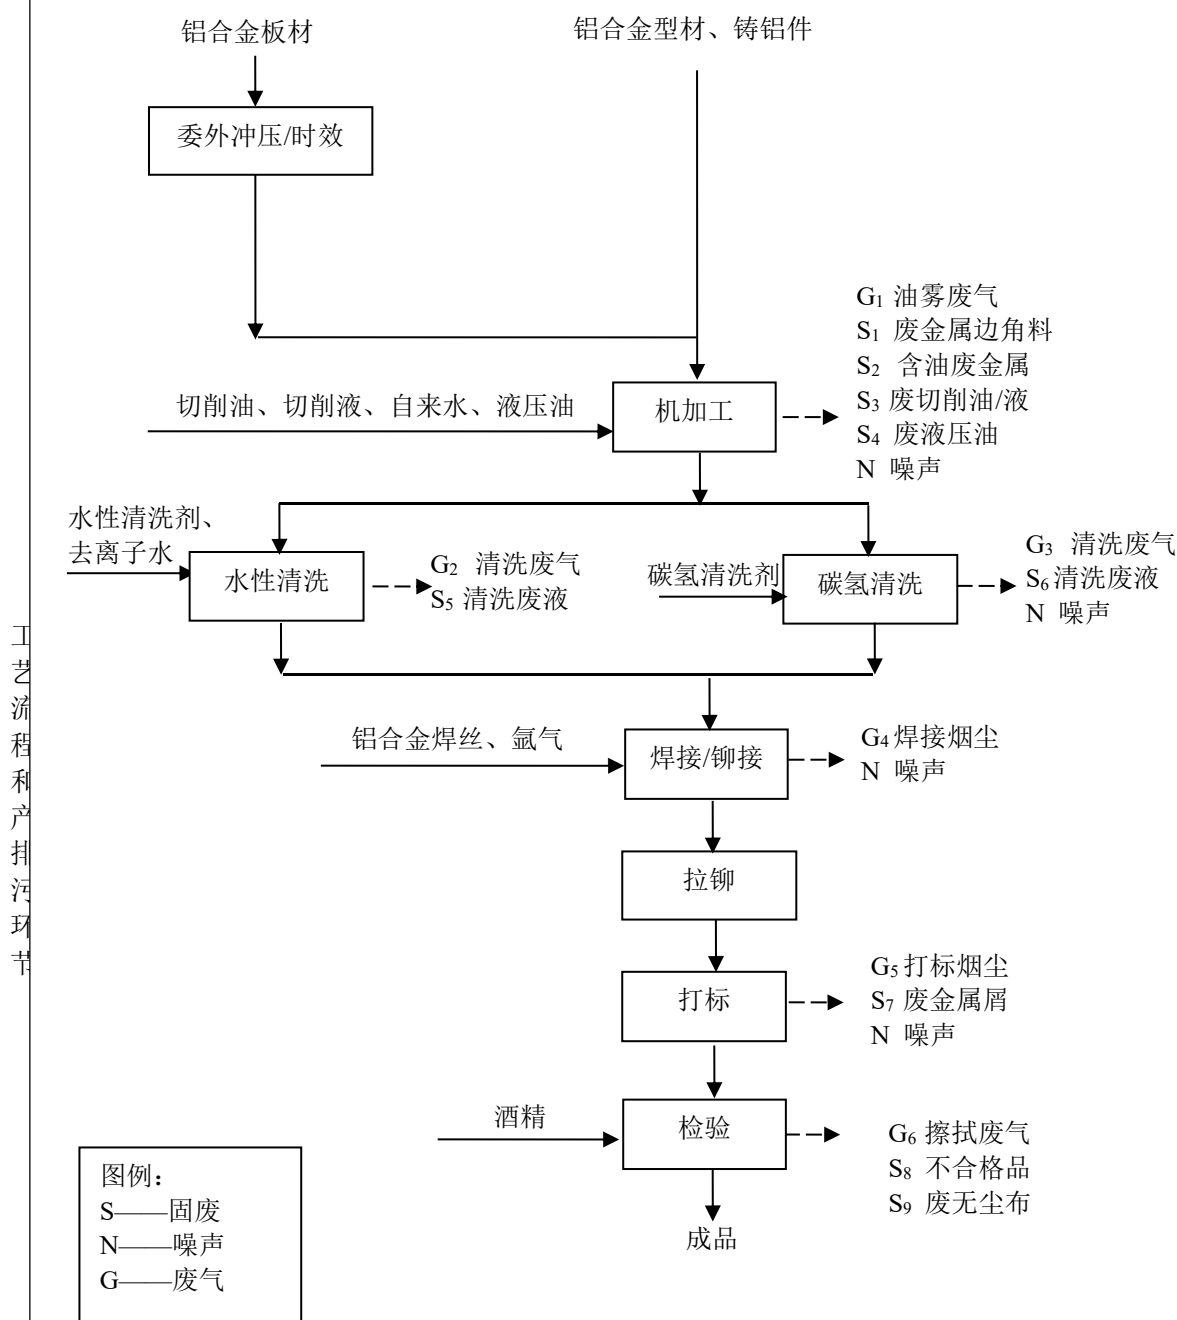 铝合金板材
铝合金型材、铸铝件
委外冲压/时效
G1 油雾废气
S1 废金属边角料
S2 含油废金属
S3 废切削油/液
S4 废液压油
N 噪声
切削油、切削液、自来水、液压油
机加工
水性清洗剂、
去离子水
水性清洗
G2 清洗废气
S5 清洗废液
碳氢清洗剂
碳氢清洗
G3 清洗废气
S6清洗废液
N 噪声
工艺流程和产排污环节
铝合金焊丝、氩气
焊接/铆接
G4焊接烟尘
N 噪声
拉铆
打标
G5打标烟尘
S7 废金属屑
N 噪声
酒精
检验
G6 擦拭废气
S8 不合格品
S9 废无尘布
成品
图例：
S——固废
N——噪声
G——废气